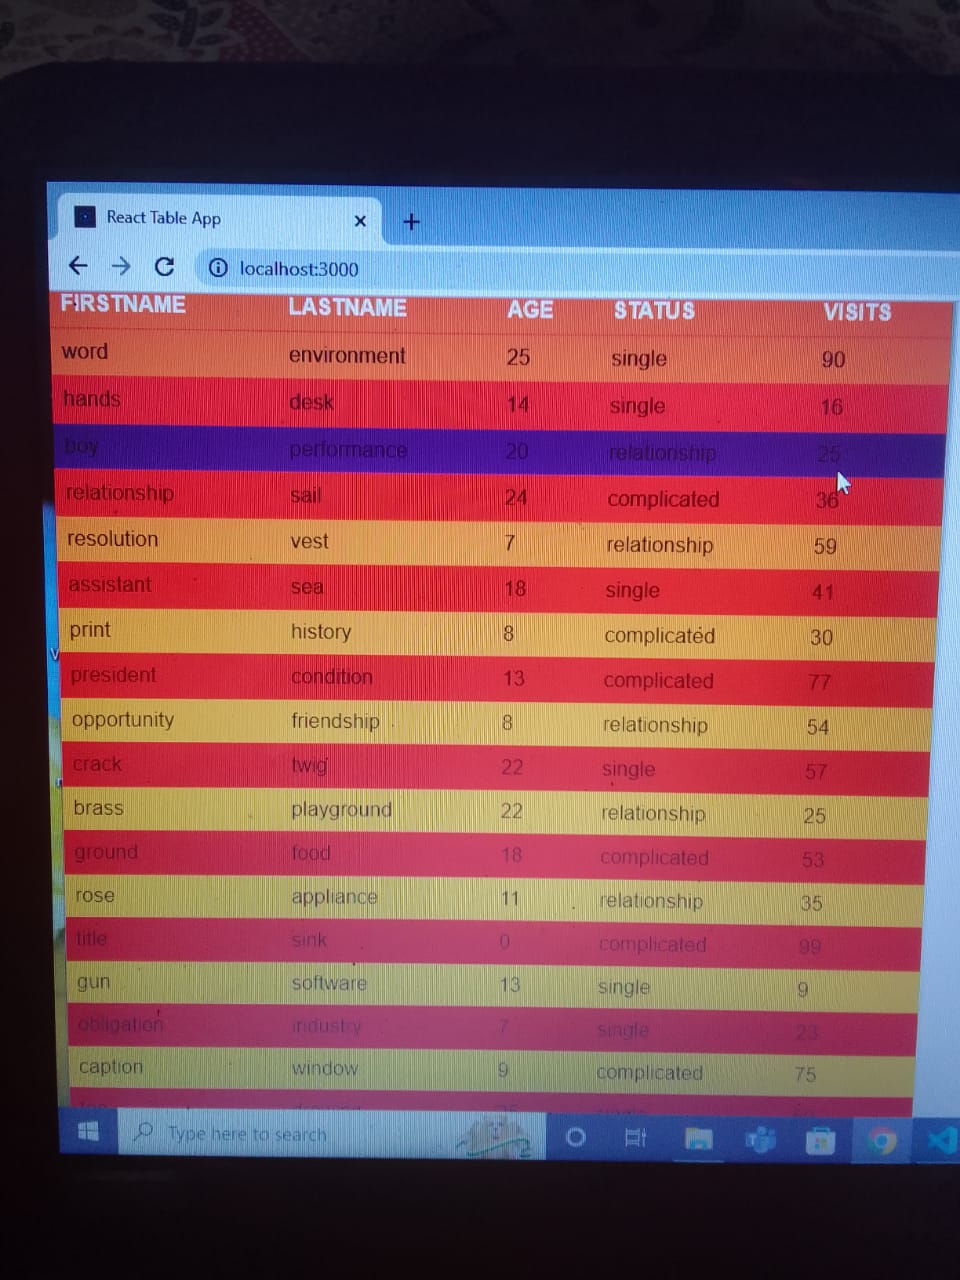 React Table App
localhost:3000
FIRSTNAME LASTNAME AGE STATUS VISITS
word environment 25 single 90
hands desk 14 single 16
boy performance 20 relationship 25
relationship sail 24 complicated 36
resolution vest 7 relationship 59
assistant sea 18 single 41
print history 8 complicated 30
president condition 13 complicated 77
opportunity friendship 8 relationship 54
crack twig 22 single 57
brass playground 22 relationship 25
ground food 18 complicated 53
rose appliance 11 relationship 35
title sink 0 complicated 99
gun software 13 single 9
obligation industry 7 single 23
caption window 9 complicated 75
Type here to search